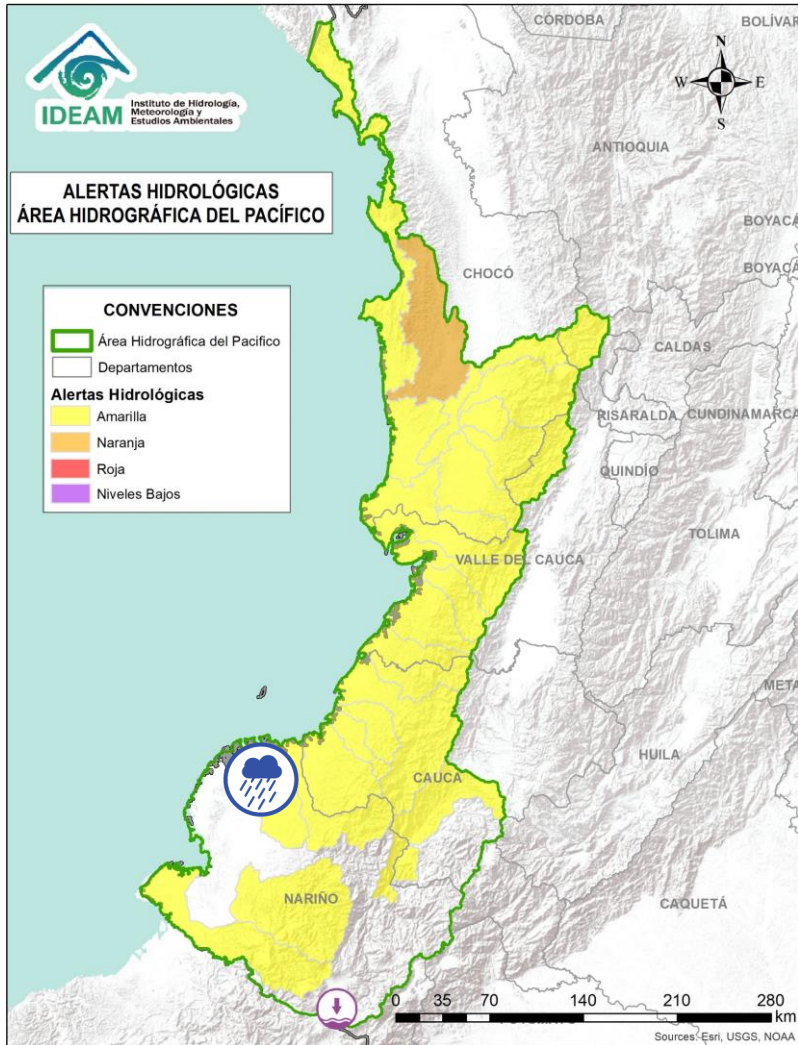 IDEAM
Instituto de Hidrología,
Meteorología y
Estudios Ambientales
ALERTAS HIDROLÓGICAS
ÁREA HIDROGRÁFICA DEL PACÍFICO
CONVENCIONES
Área Hidrográfica del Pacifico
Departamentos
Alertas Hidrológicas
Amarilla
Naranja
Roja
Niveles Bajos
CÓRDOBA
BOLÍVAR
N
W
E
S
ANTIOQUIA
BOYACÁ
CHOCÓ
BOYACÁ
CALDAS
RISARALDA
CUNDINAMARCA
QUINDÍO
TOLIMA
VALLE DEL CAUCA
META
HUILA
CAUCA
NARIÑO
CAQUETÁ
0 35 70 140 210 280
km
Sources: Esri, USGS, NOAA